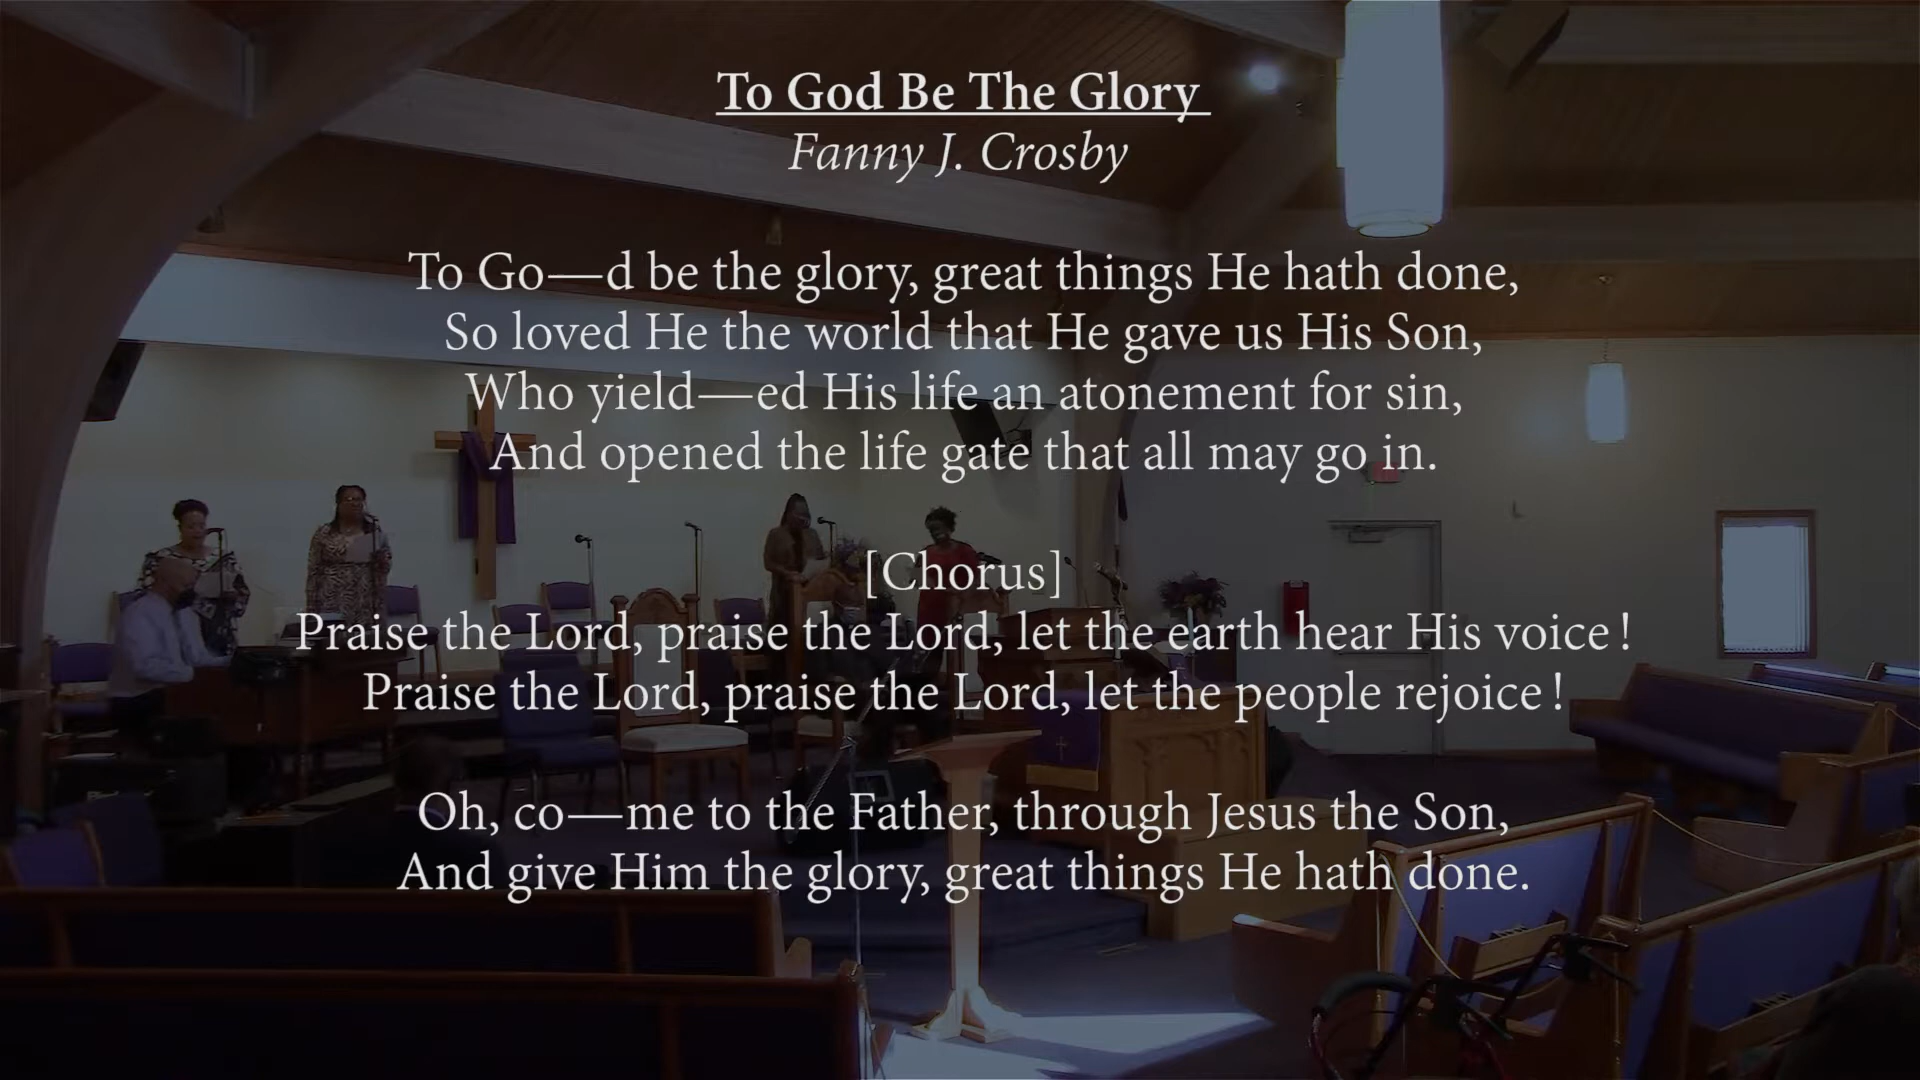 To God Be The Glory
Fanny J. Crosby
To Go—d be the glory, great things He hath done,
So loved He the world that He gave us His Son,
Who yield—ed His life an atonement for sin,
And opened the life gate that all may go in.
[Chorus]
Praise the Lord, praise the Lord, let the earth hear His voice!
Praise the Lord, praise the Lord, let the people rejoice!
Oh, co—me to the Father, through Jesus the Son,
And give Him the glory, great things He hath done.